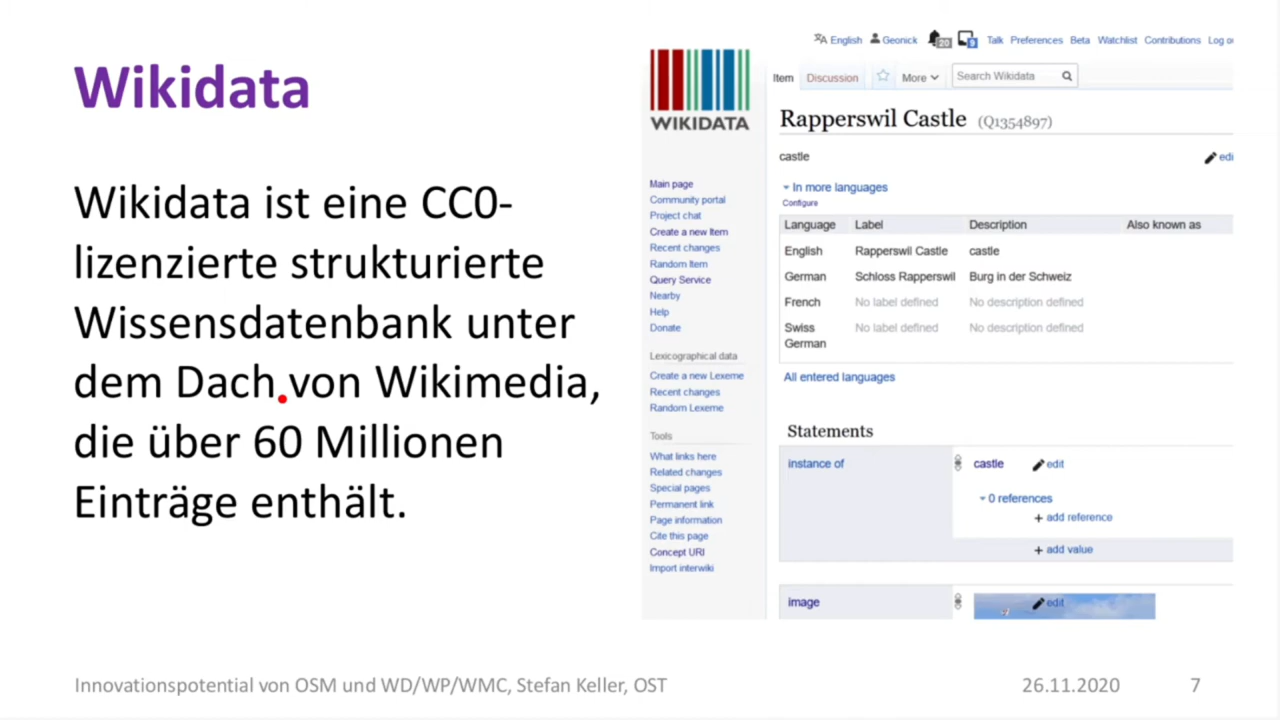 Wikidata
Wikidata ist eine CC0-
lizenzierte strukturierte
Wissensdatenbank unter
dem Dach von Wikimedia,
die über 60 Millionen
Einträge enthält.
English Geonick 20 Talk Preferences Beta Watchlist Contributions Log o
WIKIDATA
Item Discussion More Search Wikidata
Rapperswil Castle (Q1354897)
castle
edi
In more languages
Configure
Language Label Description Also known as
English Rapperswil Castle castle
German Schloss Rapperswil Burg in der Schweiz
French No label defined No description defined
Swiss German No label defined No description defined
All entered languages
Statements
instance of castle edit
0 references
+ add reference
+ add value
image edit
Main page
Community portal
Project chat
Create a new Item
Recent changes
Random Item
Query Service
Nearby
Help
Donate
Lexicographical data
Create a new Lexeme
Recent changes
Random Lexeme
Tools
What links here
Related changes
Special pages
Permanent link
Page information
Cite this page
Concept URI
Import interwiki
Innovationspotential von OSM und WD/WP/WMC, Stefan Keller, OST 26.11.2020 7